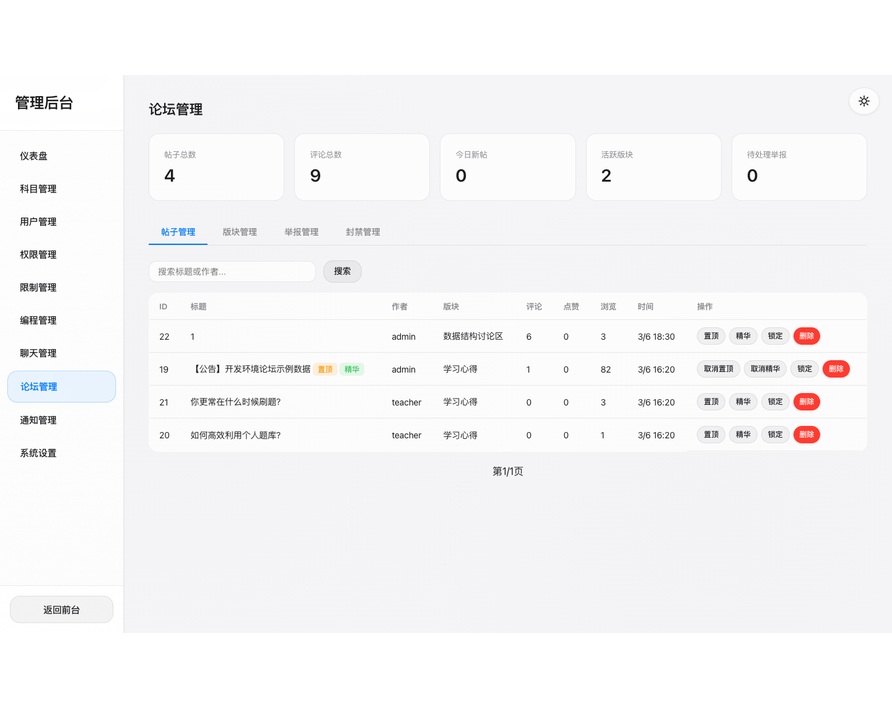 管理后台
仪表盘
科目管理
用户管理
权限管理
限制管理
编程管理
聊天管理
论坛管理
通知管理
系统设置
返回前台
论坛管理
帖子总数 评论总数 今日新帖 活跃版块 待处理举报
4 9 0 2 0
帖子管理 版块管理 举报管理 封禁管理
搜索标题或作者... 搜索
ID 标题 作者 版块 评论 点赞 浏览 时间 操作
22 1 admin 数据结构讨论区 6 0 3 3/6 18:30 置顶 精华 锁定 删除
19 【公告】开发环境论坛示例数据 置顶 精华 admin 学习心得 1 0 82 3/6 16:20 取消置顶 取消精华 锁定 删除
21 你更常在什么时候刷题? teacher 学习心得 0 0 3 3/6 16:20 置顶 精华 锁定 删除
20 如何高效利用个人题库? teacher 学习心得 0 0 1 3/6 16:20 置顶 精华 锁定 删除
第1/1页